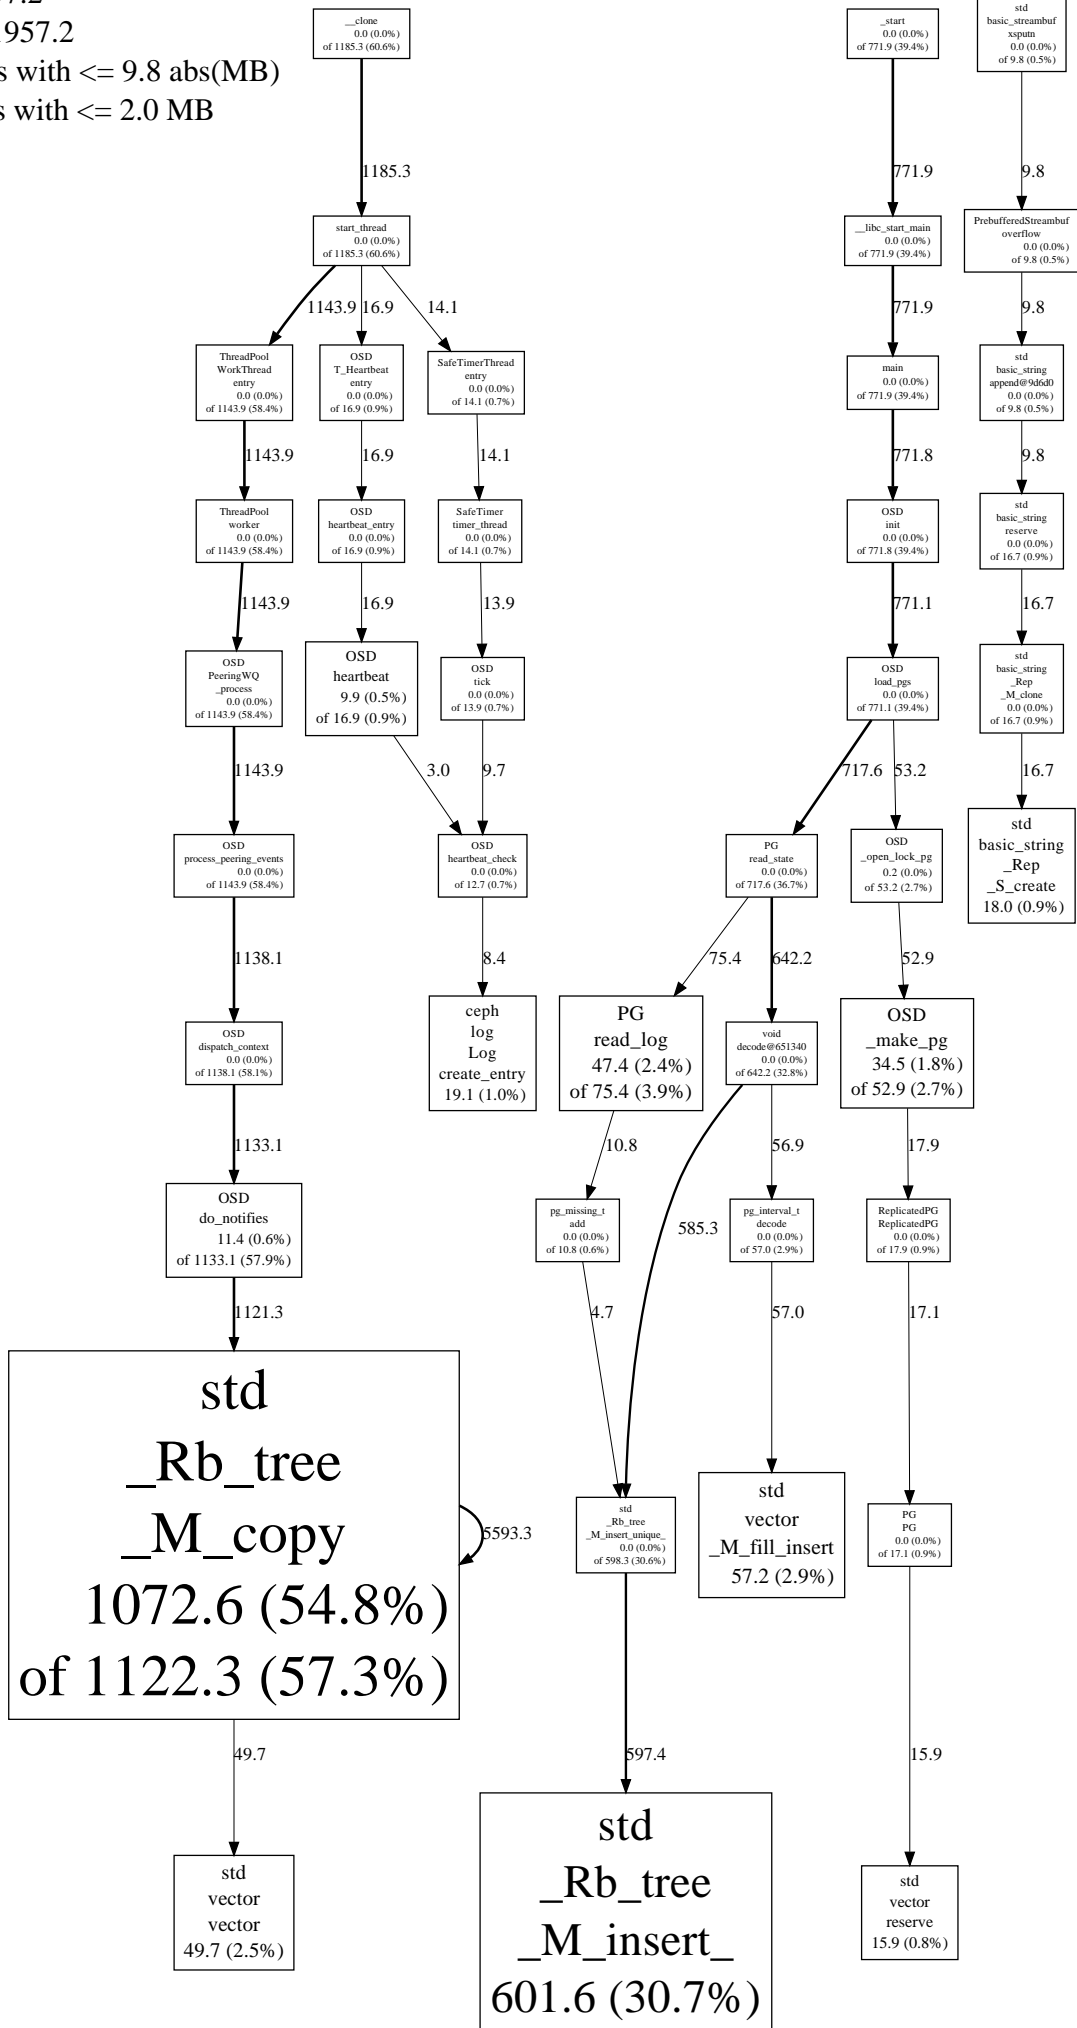 957.2
s with <= 9.8 abs(MB)
s with <= 2.0 MB
__clone
0.0 (0.0%)
of 1185.3 (60.6%)
_start
0.0 (0.0%)
of 771.9 (39.4%)
std
basic_streambuf
xsputn
0.0 (0.0%)
of 9.8 (0.5%)
1185.3
771.9
9.8
start_thread
0.0 (0.0%)
of 1185.3 (60.6%)
__libc_start_main
0.0 (0.0%)
of 771.9 (39.4%)
PrebufferedStreambuf
overflow
0.0 (0.0%)
of 9.8 (0.5%)
1143.9
16.9
14.1
771.9
9.8
ThreadPool
WorkThread
entry
0.0 (0.0%)
of 1143.9 (58.4%)
OSD
T_Heartbeat
entry
0.0 (0.0%)
of 16.9 (0.9%)
SafeTimerThread
entry
0.0 (0.0%)
of 14.1 (0.7%)
main
0.0 (0.0%)
of 771.9 (39.4%)
std
basic_string
append@9d6d0
0.0 (0.0%)
of 9.8 (0.5%)
1143.9
16.9
14.1
771.8
9.8
ThreadPool
worker
0.0 (0.0%)
of 1143.9 (58.4%)
OSD
heartbeat_entry
0.0 (0.0%)
of 16.9 (0.9%)
SafeTimer
timer_thread
0.0 (0.0%)
of 14.1 (0.7%)
OSD
init
0.0 (0.0%)
of 771.8 (39.4%)
std
basic_string
reserve
0.0 (0.0%)
of 16.7 (0.9%)
1143.9
16.9
13.9
771.1
16.7
OSD
PeeringWQ
_process
0.0 (0.0%)
of 1143.9 (58.4%)
OSD
heartbeat
9.9 (0.5%)
of 16.9 (0.9%)
OSD
tick
0.0 (0.0%)
of 13.9 (0.7%)
OSD
load_pgs
0.0 (0.0%)
of 771.1 (39.4%)
std
basic_string
_Rep
_M_clone
0.0 (0.0%)
of 16.7 (0.9%)
1143.9
3.0
9.7
717.6
53.2
16.7
OSD
process_peering_events
0.0 (0.0%)
of 1143.9 (58.4%)
OSD
heartbeat_check
0.0 (0.0%)
of 12.7 (0.7%)
PG
read_state
0.0 (0.0%)
of 717.6 (36.7%)
OSD
_open_lock_pg
0.2 (0.0%)
of 53.2 (2.7%)
std
basic_string
_Rep
_S_create
18.0 (0.9%)
1138.1
8.4
75.4
642.2
52.9
OSD
dispatch_context
0.0 (0.0%)
of 1138.1 (58.1%)
ceph
log
Log
create_entry
19.1 (1.0%)
PG
read_log
47.4 (2.4%)
of 75.4 (3.9%)
void
decode@651340
0.0 (0.0%)
of 642.2 (32.8%)
OSD
_make_pg
34.5 (1.8%)
of 52.9 (2.7%)
1133.1
10.8
585.3
56.9
17.9
OSD
do_notifies
11.4 (0.6%)
of 1133.1 (57.9%)
pg_missing_t
add
0.0 (0.0%)
of 10.8 (0.6%)
pg_interval_t
decode
0.0 (0.0%)
of 57.0 (2.9%)
ReplicatedPG
ReplicatedPG
0.0 (0.0%)
of 17.9 (0.9%)
1121.3
4.7
57.0
17.1
std
_Rb_tree
_M_copy
1072.6 (54.8%)
of 1122.3 (57.3%)
5593.3
std
_Rb_tree
_M_insert_unique_
0.0 (0.0%)
of 598.3 (30.6%)
std
vector
_M_fill_insert
57.2 (2.9%)
PG
PG
0.0 (0.0%)
of 17.1 (0.9%)
49.7
597.4
15.9
std
vector
vector
49.7 (2.5%)
std
_Rb_tree
_M_insert_
601.6 (30.7%)
std
vector
reserve
15.9 (0.8%)